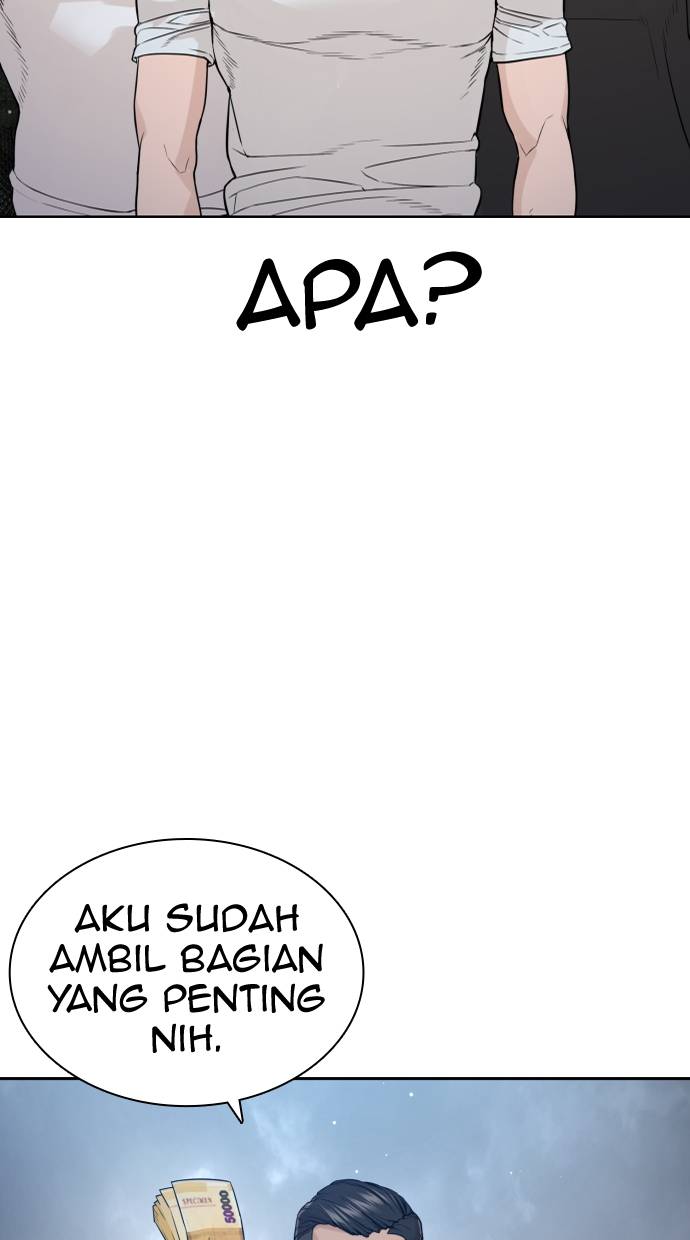 APA?
AKU SUDAH
AMBIL BAGIAN
YANG PENTING
NIH.
SPECIMEN
50000